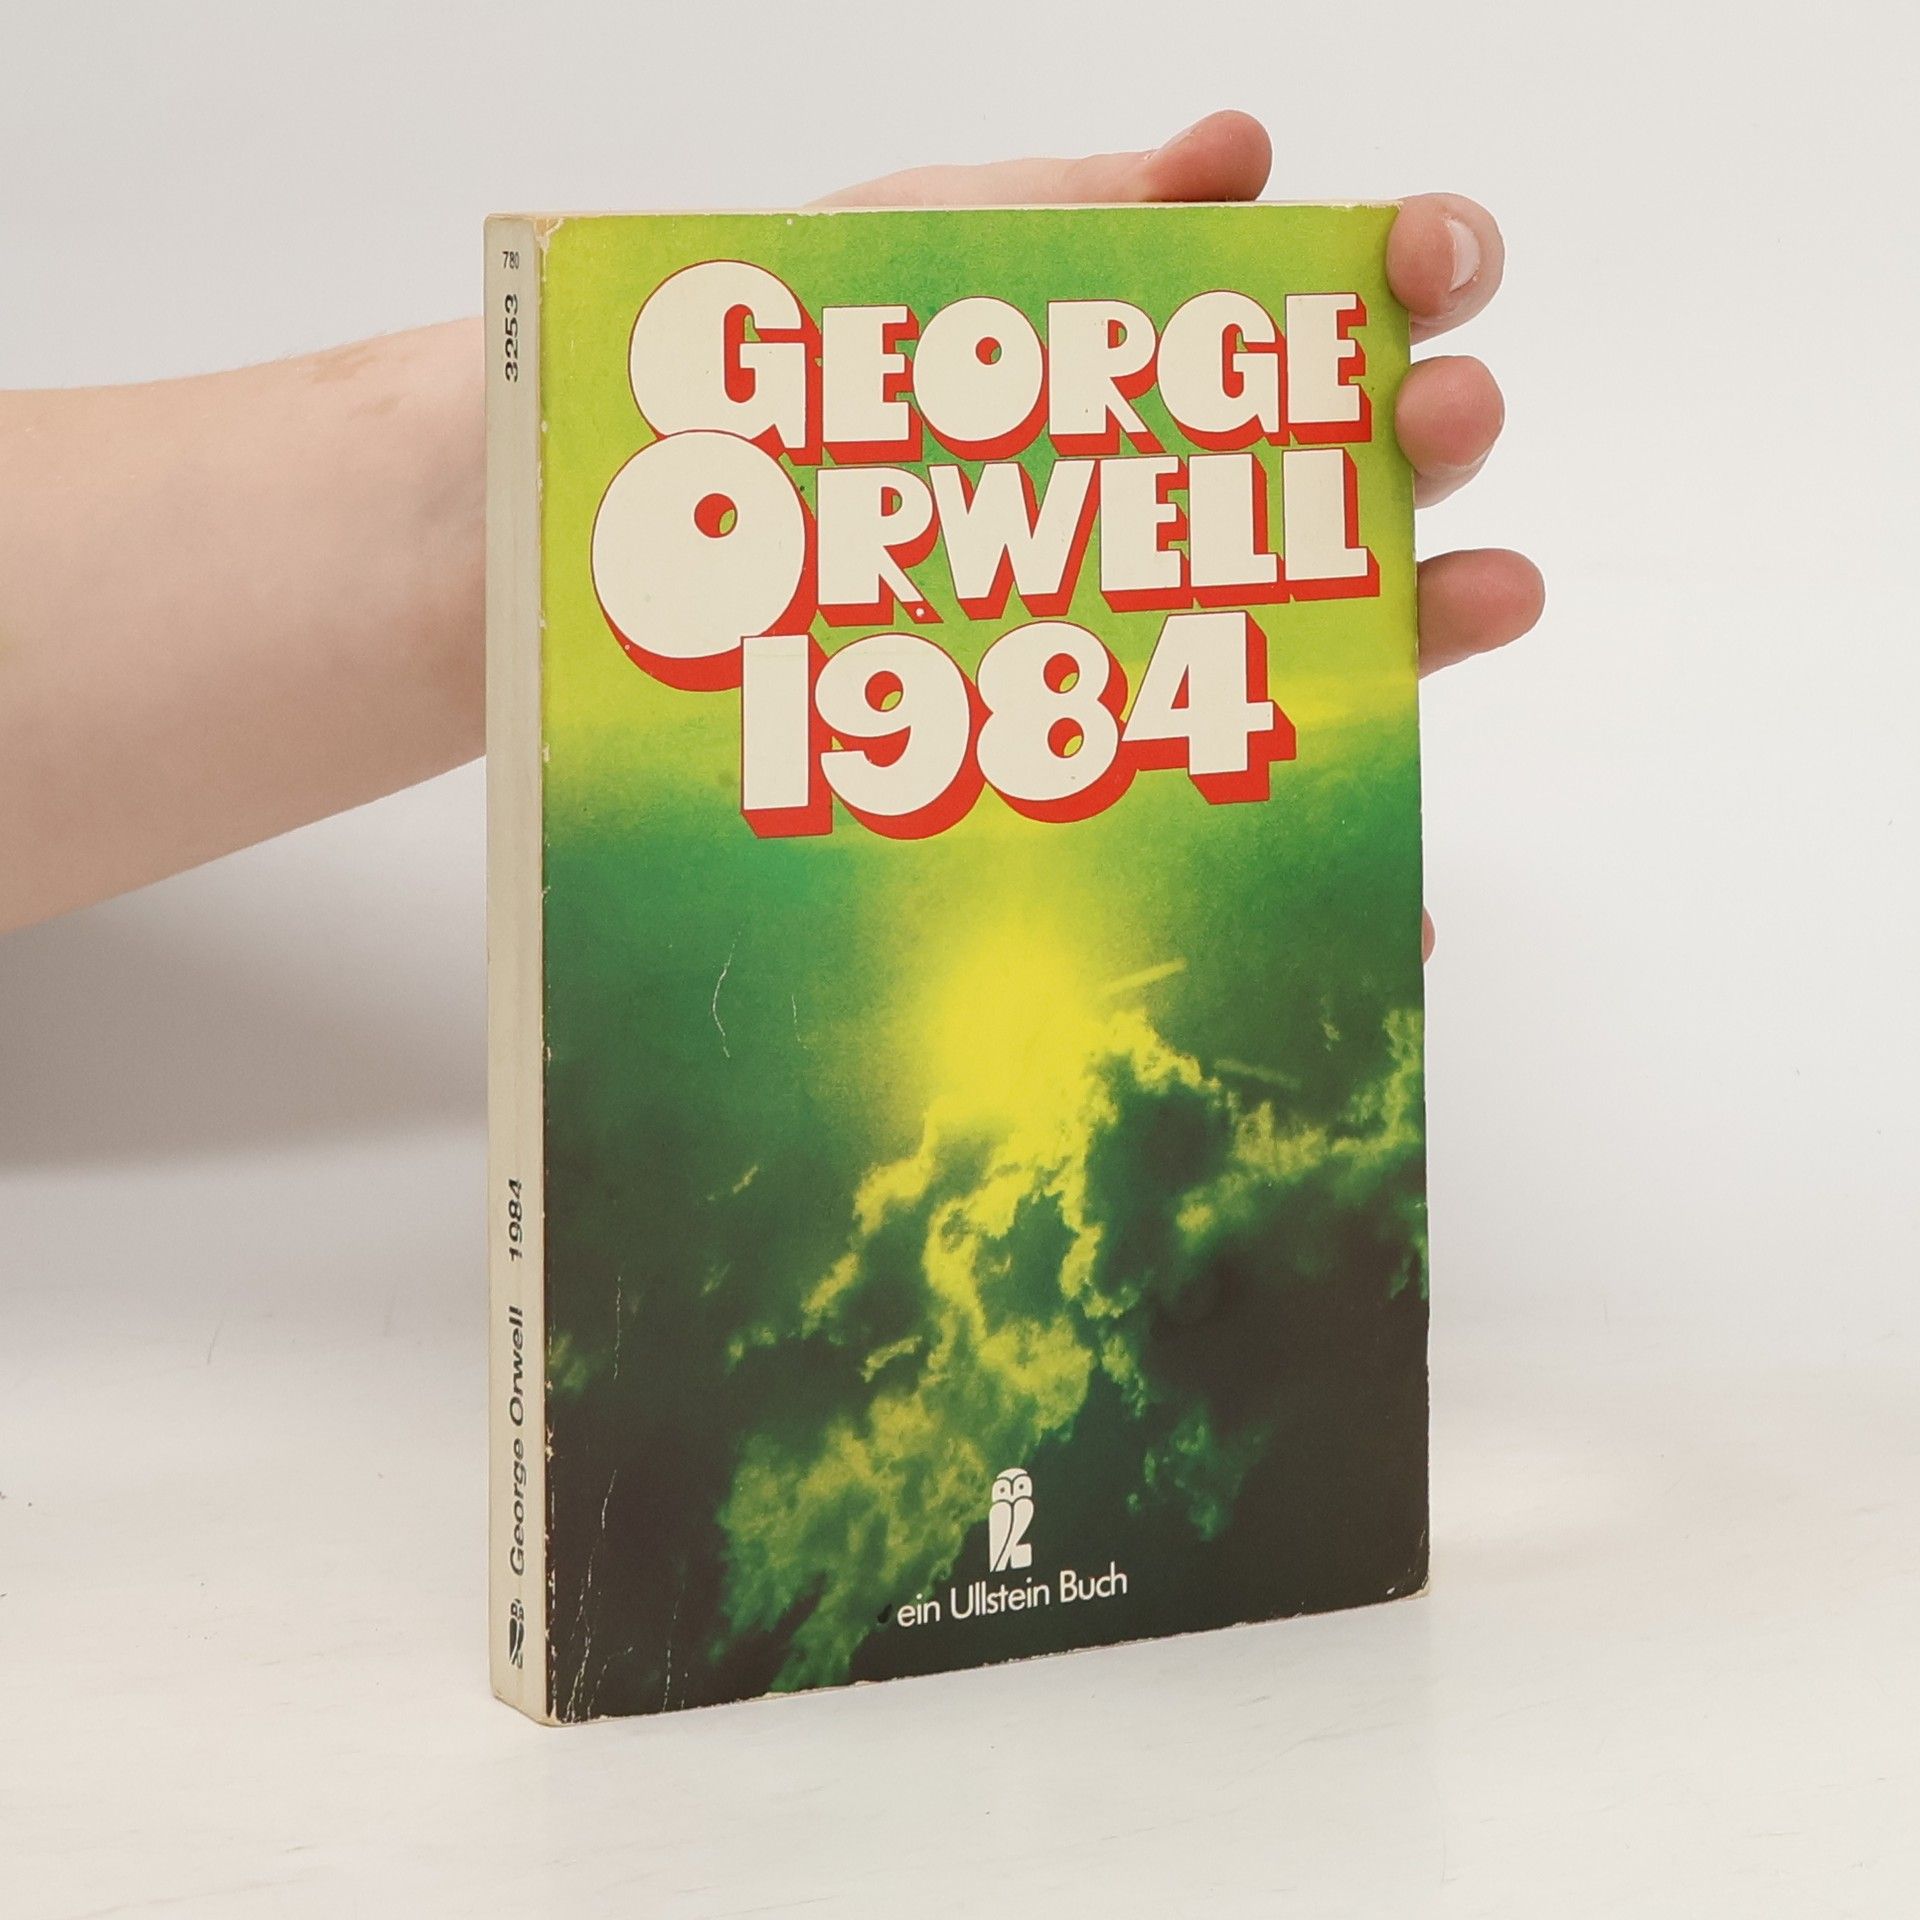 GEORGE
ORWELL
1984
ein Ullstein Buch
780
3253
George Orwell 1984